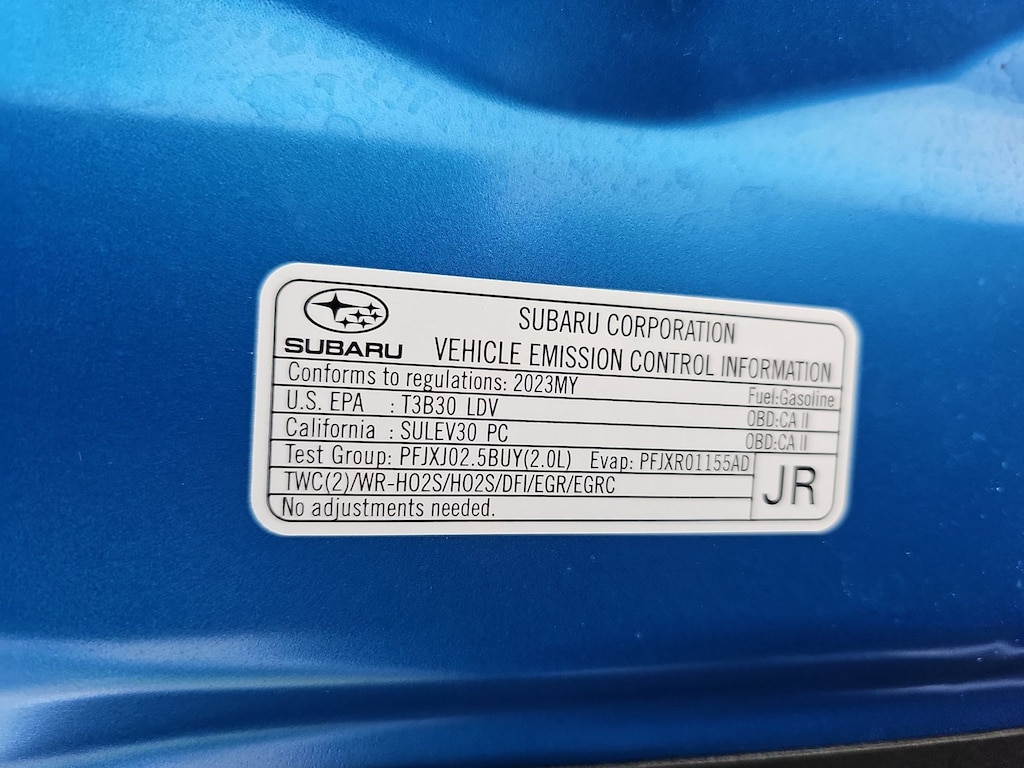 SUBARU
SUBARU CORPORATION
VEHICLE EMISSION CONTROL INFORMATION
Conforms to regulations: 2023MY Fuel:Gasoline
U.S. EPA : T3B30 LDV OBD:CA II
California : SULEV30 PC OBD:CA II
Test Group: PFJXJ02.5BUY(2.0L) Evap: PFJXR01155AD
TWC(2)/WR-HO2S/HO2S/DFI/EGR/EGRC
JR
No adjustments needed.